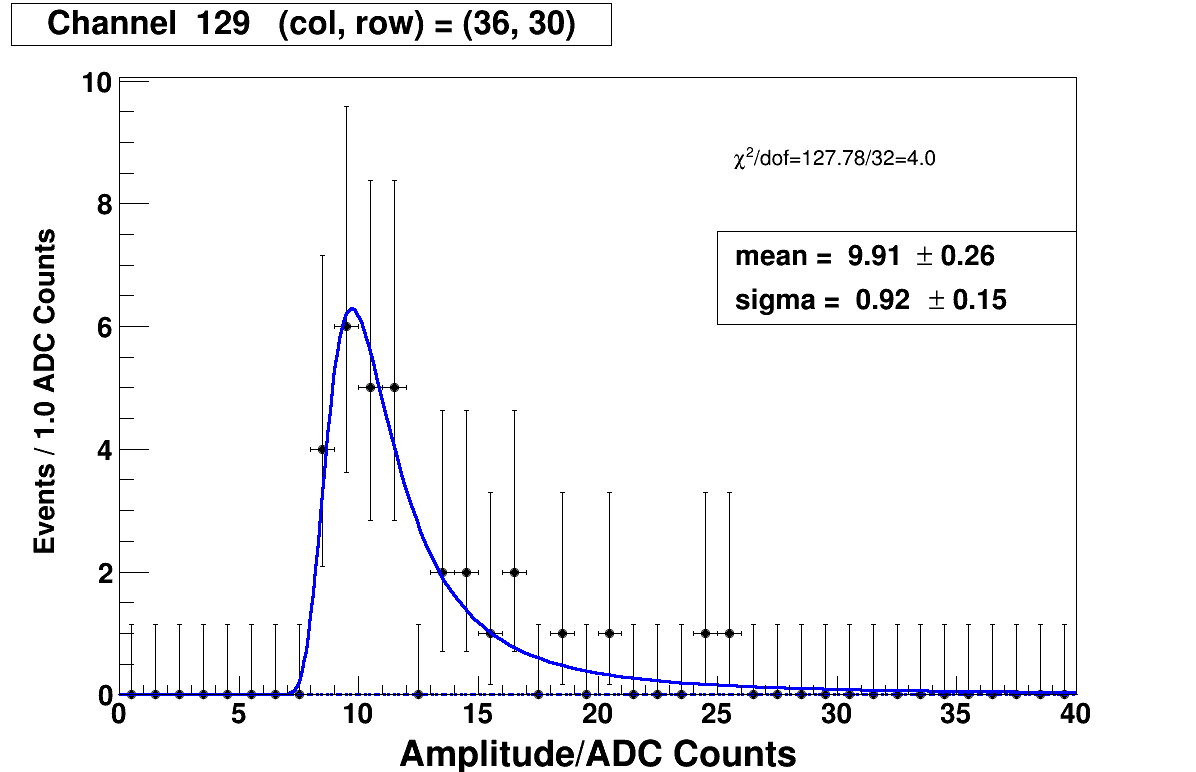 Channel 129 (col, row) = (36, 30)
Events / 1.0 ADC Counts
10
8
6
4
2
0
χ²/dof=127.78/32=4.0
mean = 9.91 ± 0.26
sigma = 0.92 ± 0.15
0 5 10 15 20 25 30 35 40
Amplitude/ADC Counts